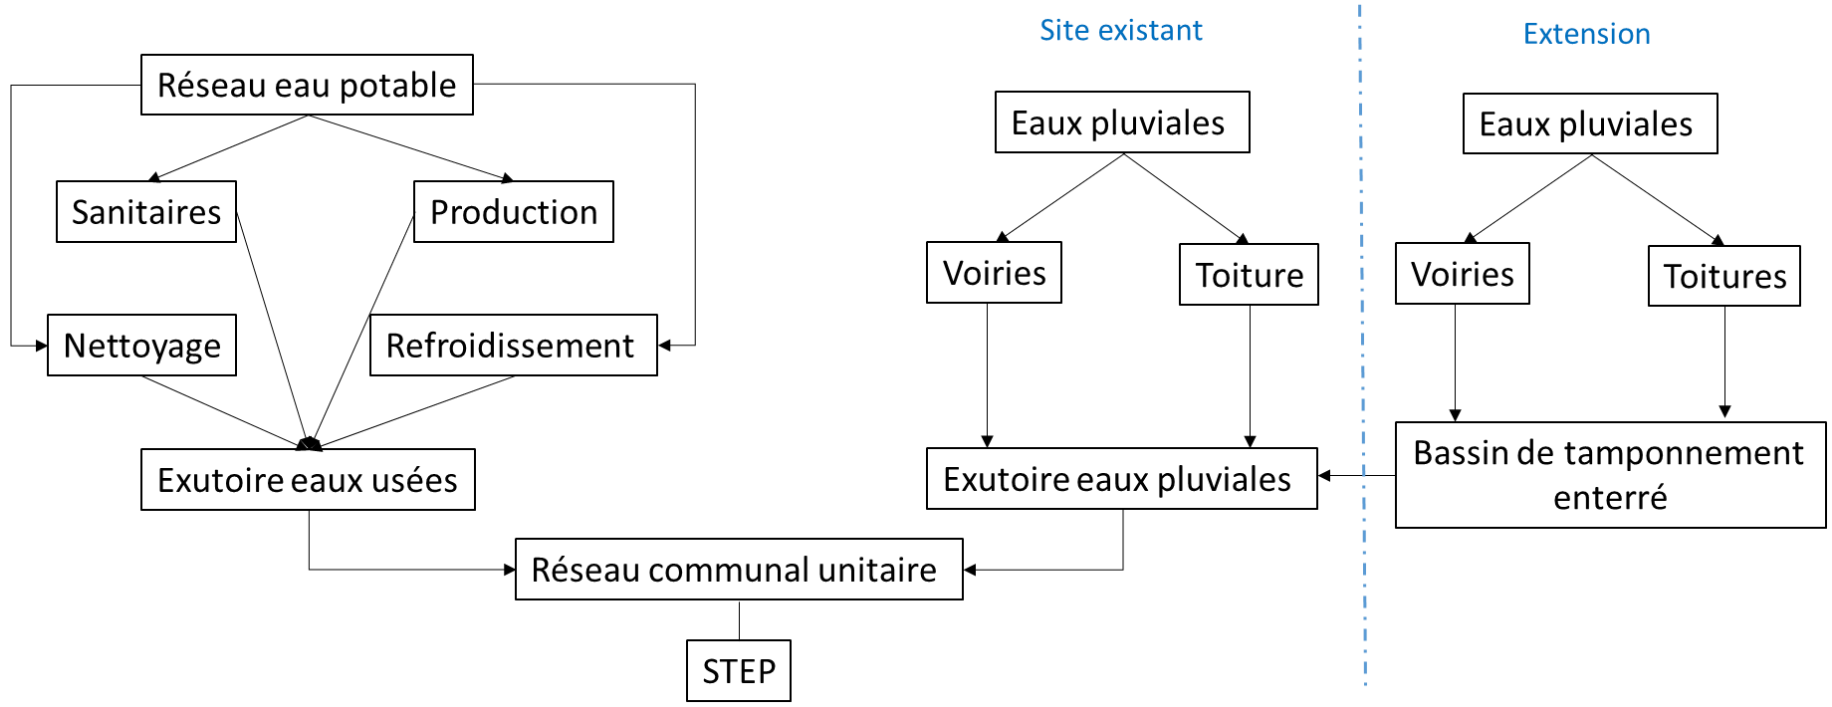 Site existant
Extension
Réseau eau potable
Eaux pluviales
Eaux pluviales
Sanitaires
Production
Voiries
Toiture
Voiries
Toitures
Nettoyage
Refroidissement
Exutoire eaux usées
Exutoire eaux pluviales
Bassin de tamponnement
enterré
Réseau communal unitaire
STEP